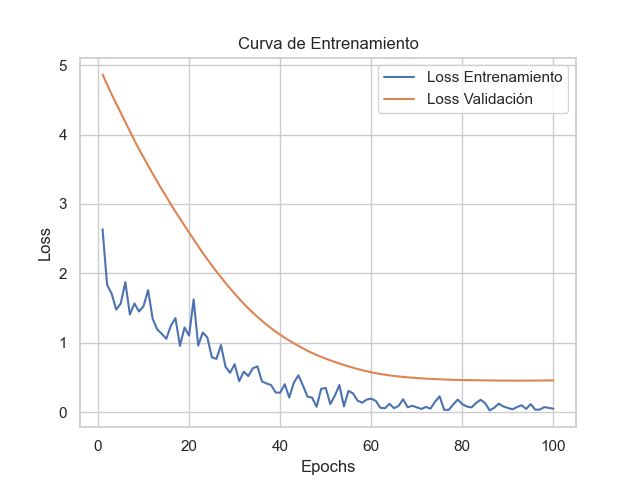 Curva de Entrenamiento
Loss Entrenamiento
Loss Validación
5
4
3
2
1
0
Loss
0 20 40 60 80 100
Epochs